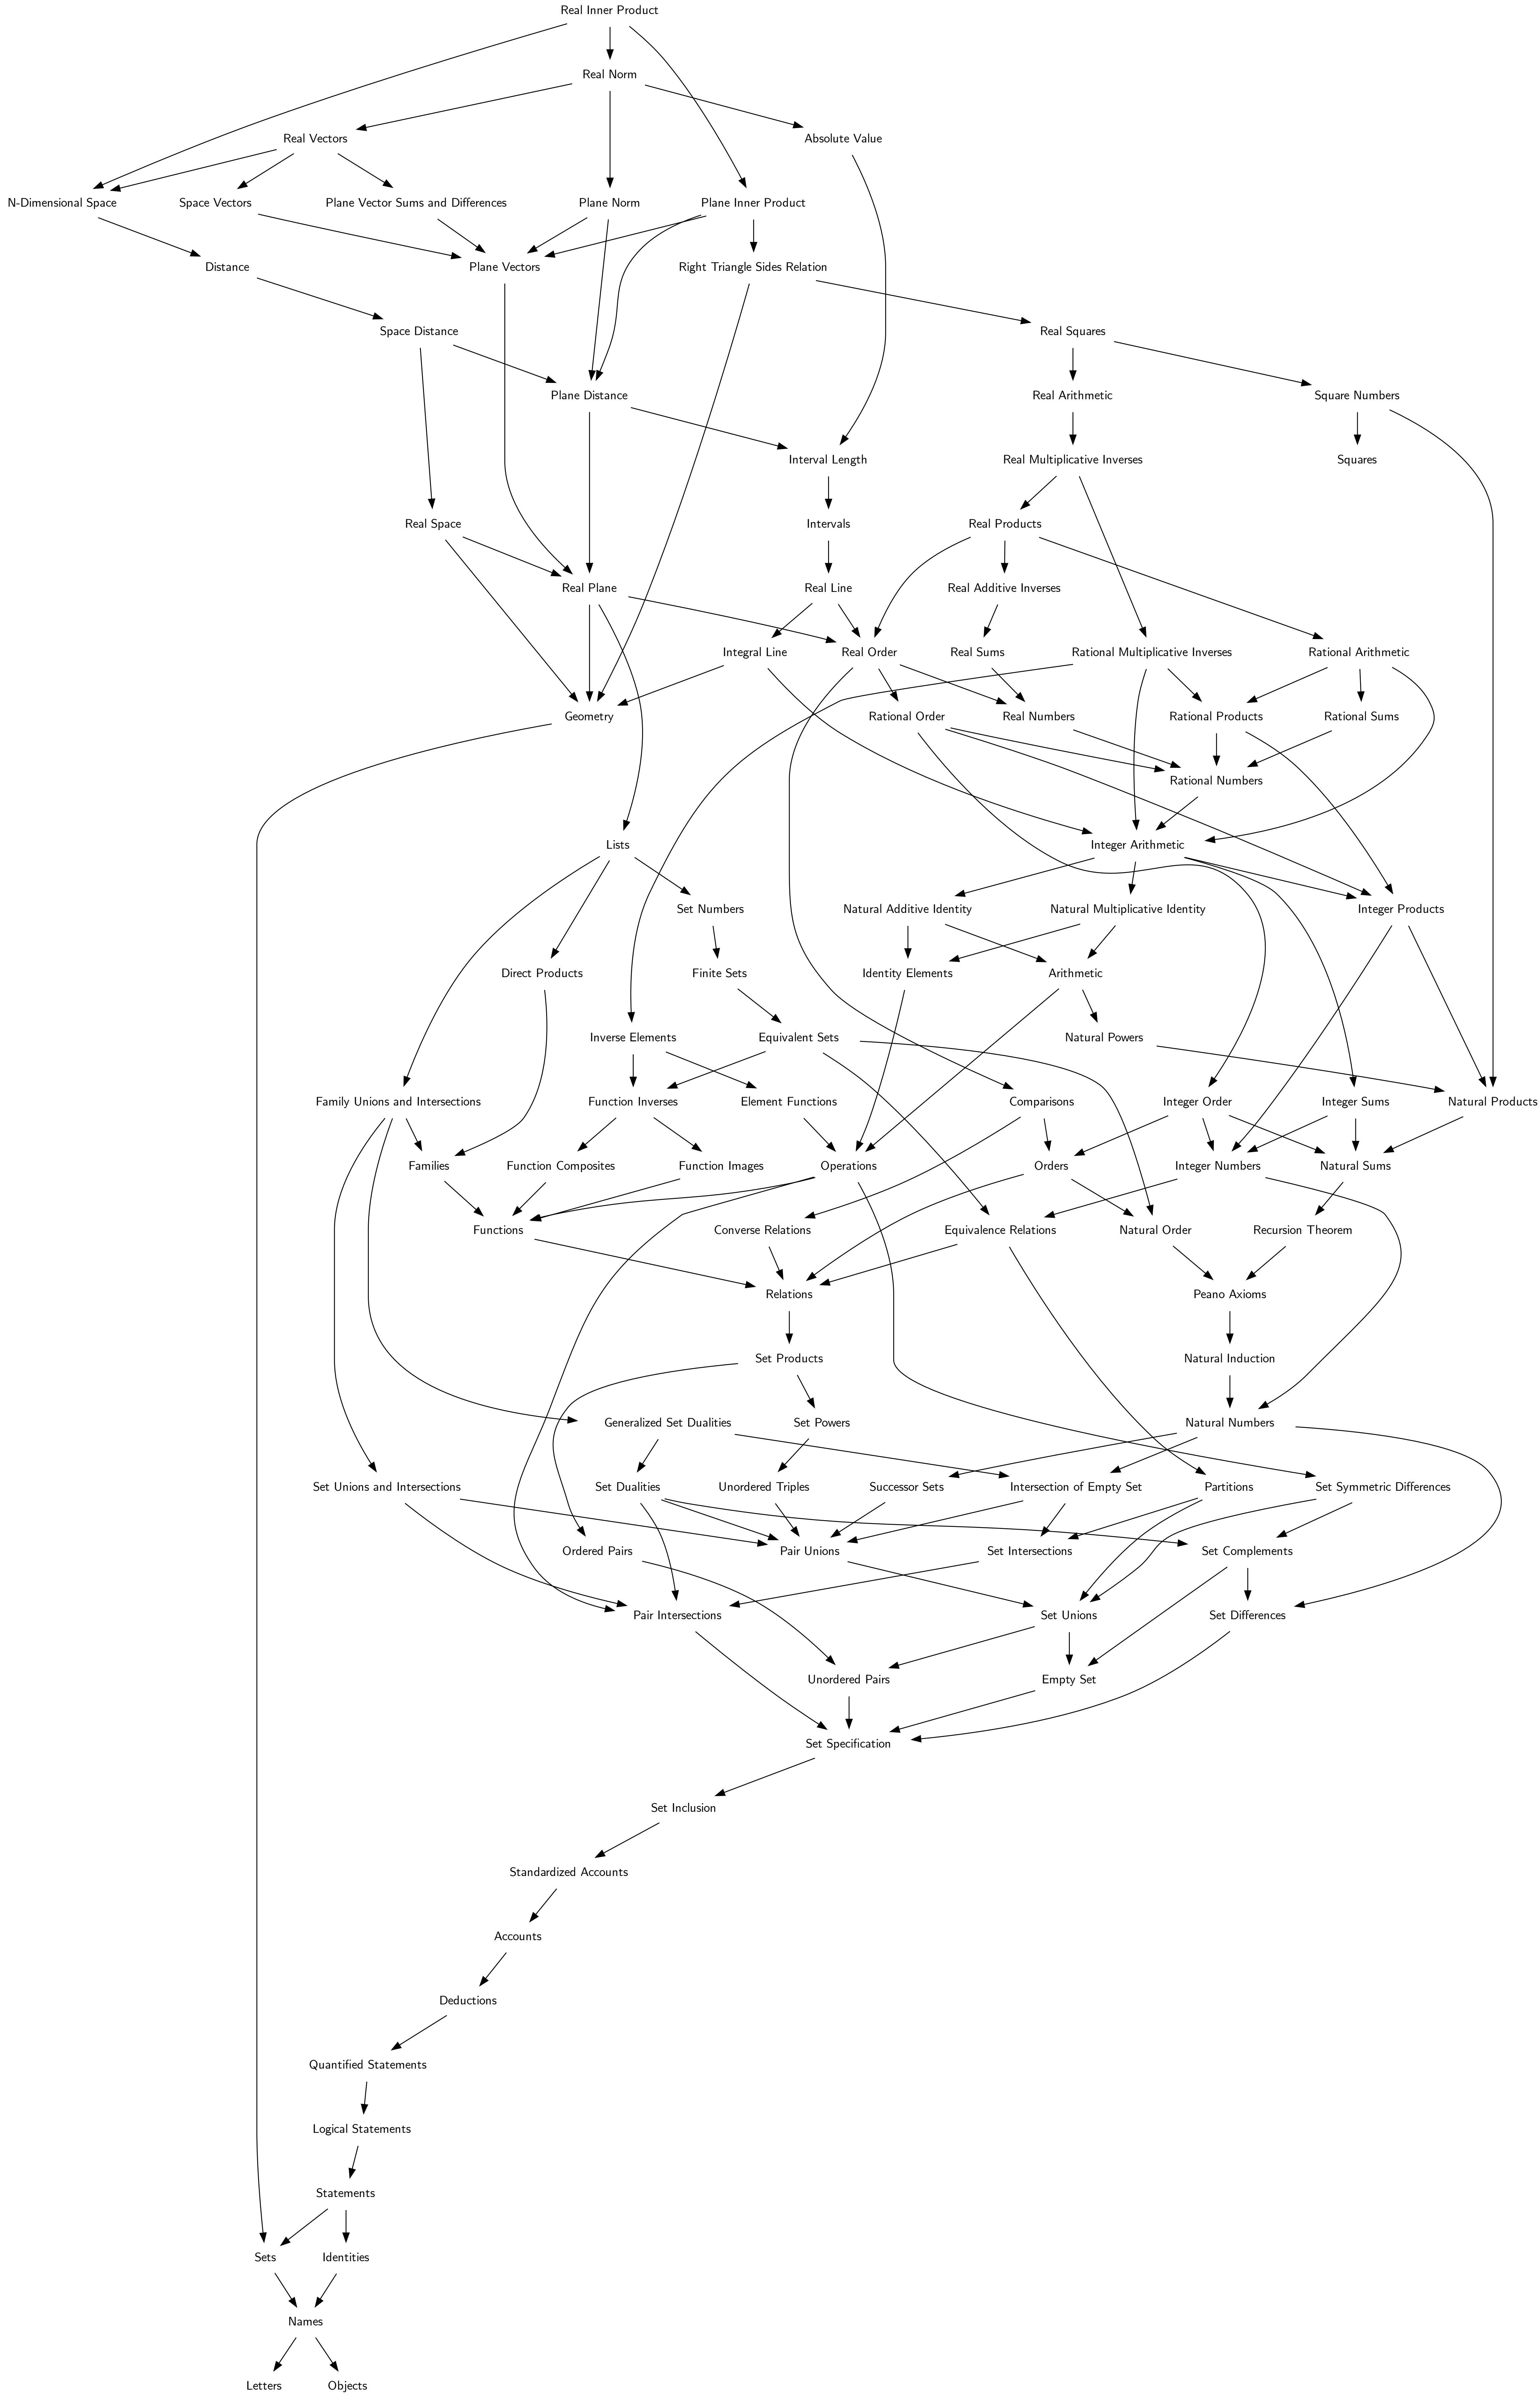 Real Inner Product
Real Norm
Real Vectors
Absolute Value
N-Dimensional Space
Space Vectors
Plane Vector Sums and Differences
Plane Norm
Plane Inner Product
Distance
Plane Vectors
Right Triangle Sides Relation
Space Distance
Real Squares
Plane Distance
Real Arithmetic
Square Numbers
Interval Length
Real Multiplicative Inverses
Squares
Real Space
Intervals
Real Products
Real Plane
Real Line
Real Additive Inverses
Integral Line
Real Order
Real Sums
Rational Multiplicative Inverses
Rational Arithmetic
Geometry
Rational Order
Real Numbers
Rational Products
Rational Sums
Rational Numbers
Lists
Integer Arithmetic
Set Numbers
Natural Additive Identity
Natural Multiplicative Identity
Integer Products
Direct Products
Finite Sets
Identity Elements
Arithmetic
Inverse Elements
Equivalent Sets
Natural Powers
Family Unions and Intersections
Function Inverses
Element Functions
Comparisons
Integer Order
Integer Sums
Natural Products
Families
Function Composites
Function Images
Operations
Orders
Integer Numbers
Natural Sums
Functions
Converse Relations
Equivalence Relations
Natural Order
Recursion Theorem
Relations
Peano Axioms
Set Products
Natural Induction
Generalized Set Dualities
Set Powers
Natural Numbers
Set Unions and Intersections
Set Dualities
Unordered Triples
Successor Sets
Intersection of Empty Set
Partitions
Set Symmetric Differences
Ordered Pairs
Pair Unions
Set Intersections
Set Complements
Pair Intersections
Set Unions
Set Differences
Unordered Pairs
Empty Set
Set Specification
Set Inclusion
Standardized Accounts
Accounts
Deductions
Quantified Statements
Logical Statements
Statements
Sets
Identities
Names
Letters
Objects